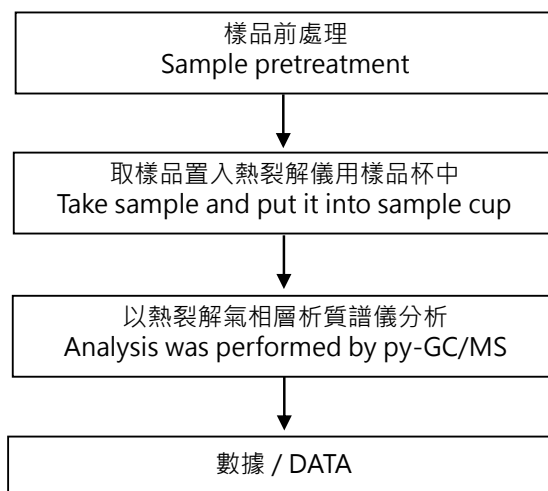 樣品前處理
Sample pretreatment
取樣品置入熱裂解儀用樣品杯中
Take sample and put it into sample cup
以熱裂解氣相層析質譜儀分析
Analysis was performed by py-GC/MS
數據 / DATA